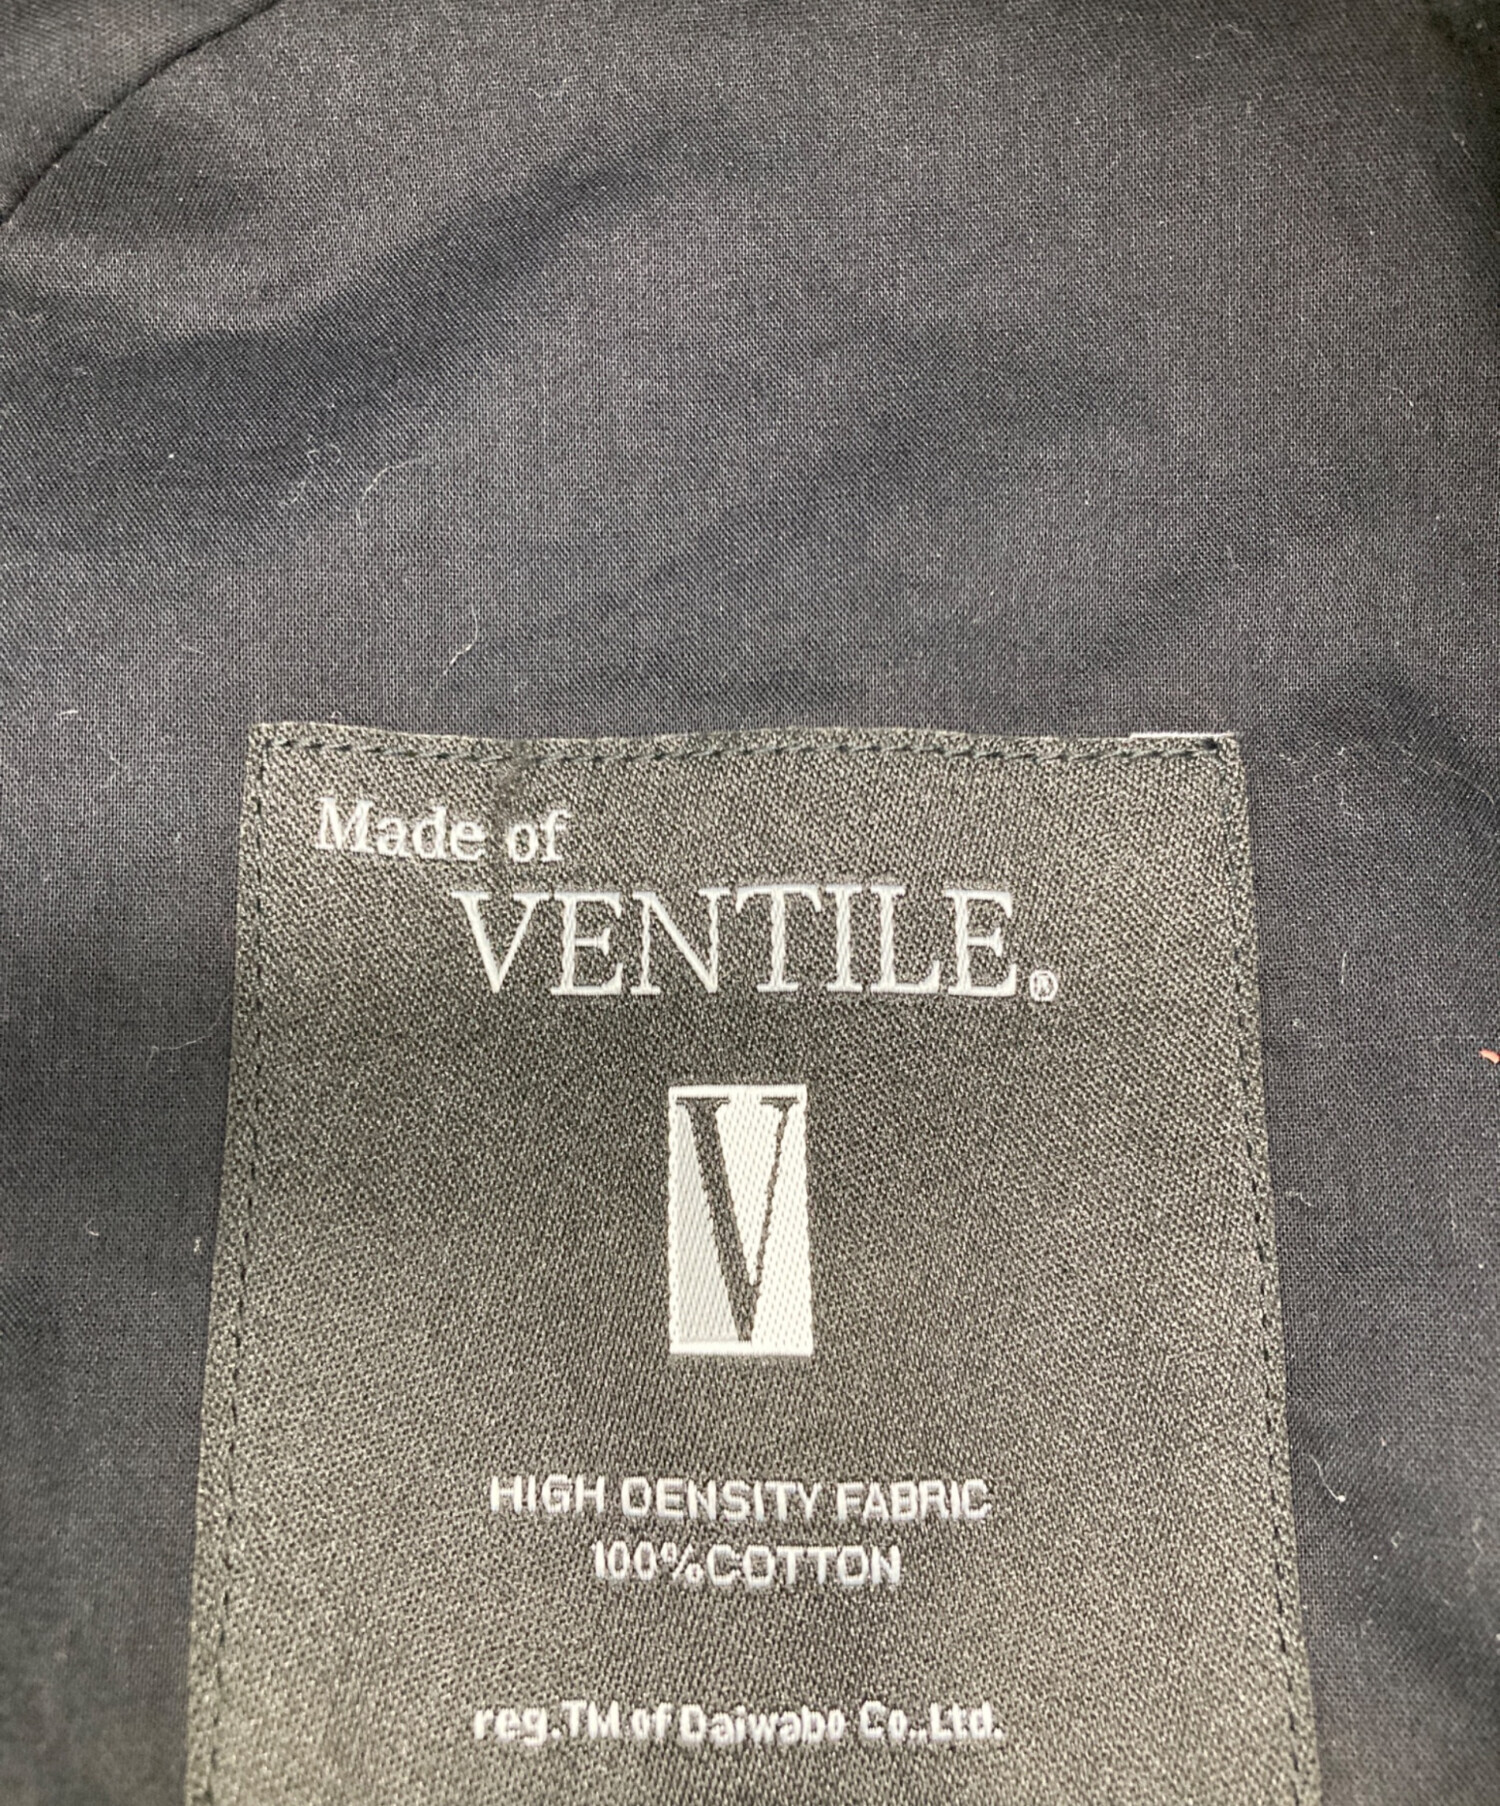 Made of
VENTILE®
V
HIGH DENSITY FABRIC
100%COTTON
reg.TM of Daiwabo Co.,Ltd.